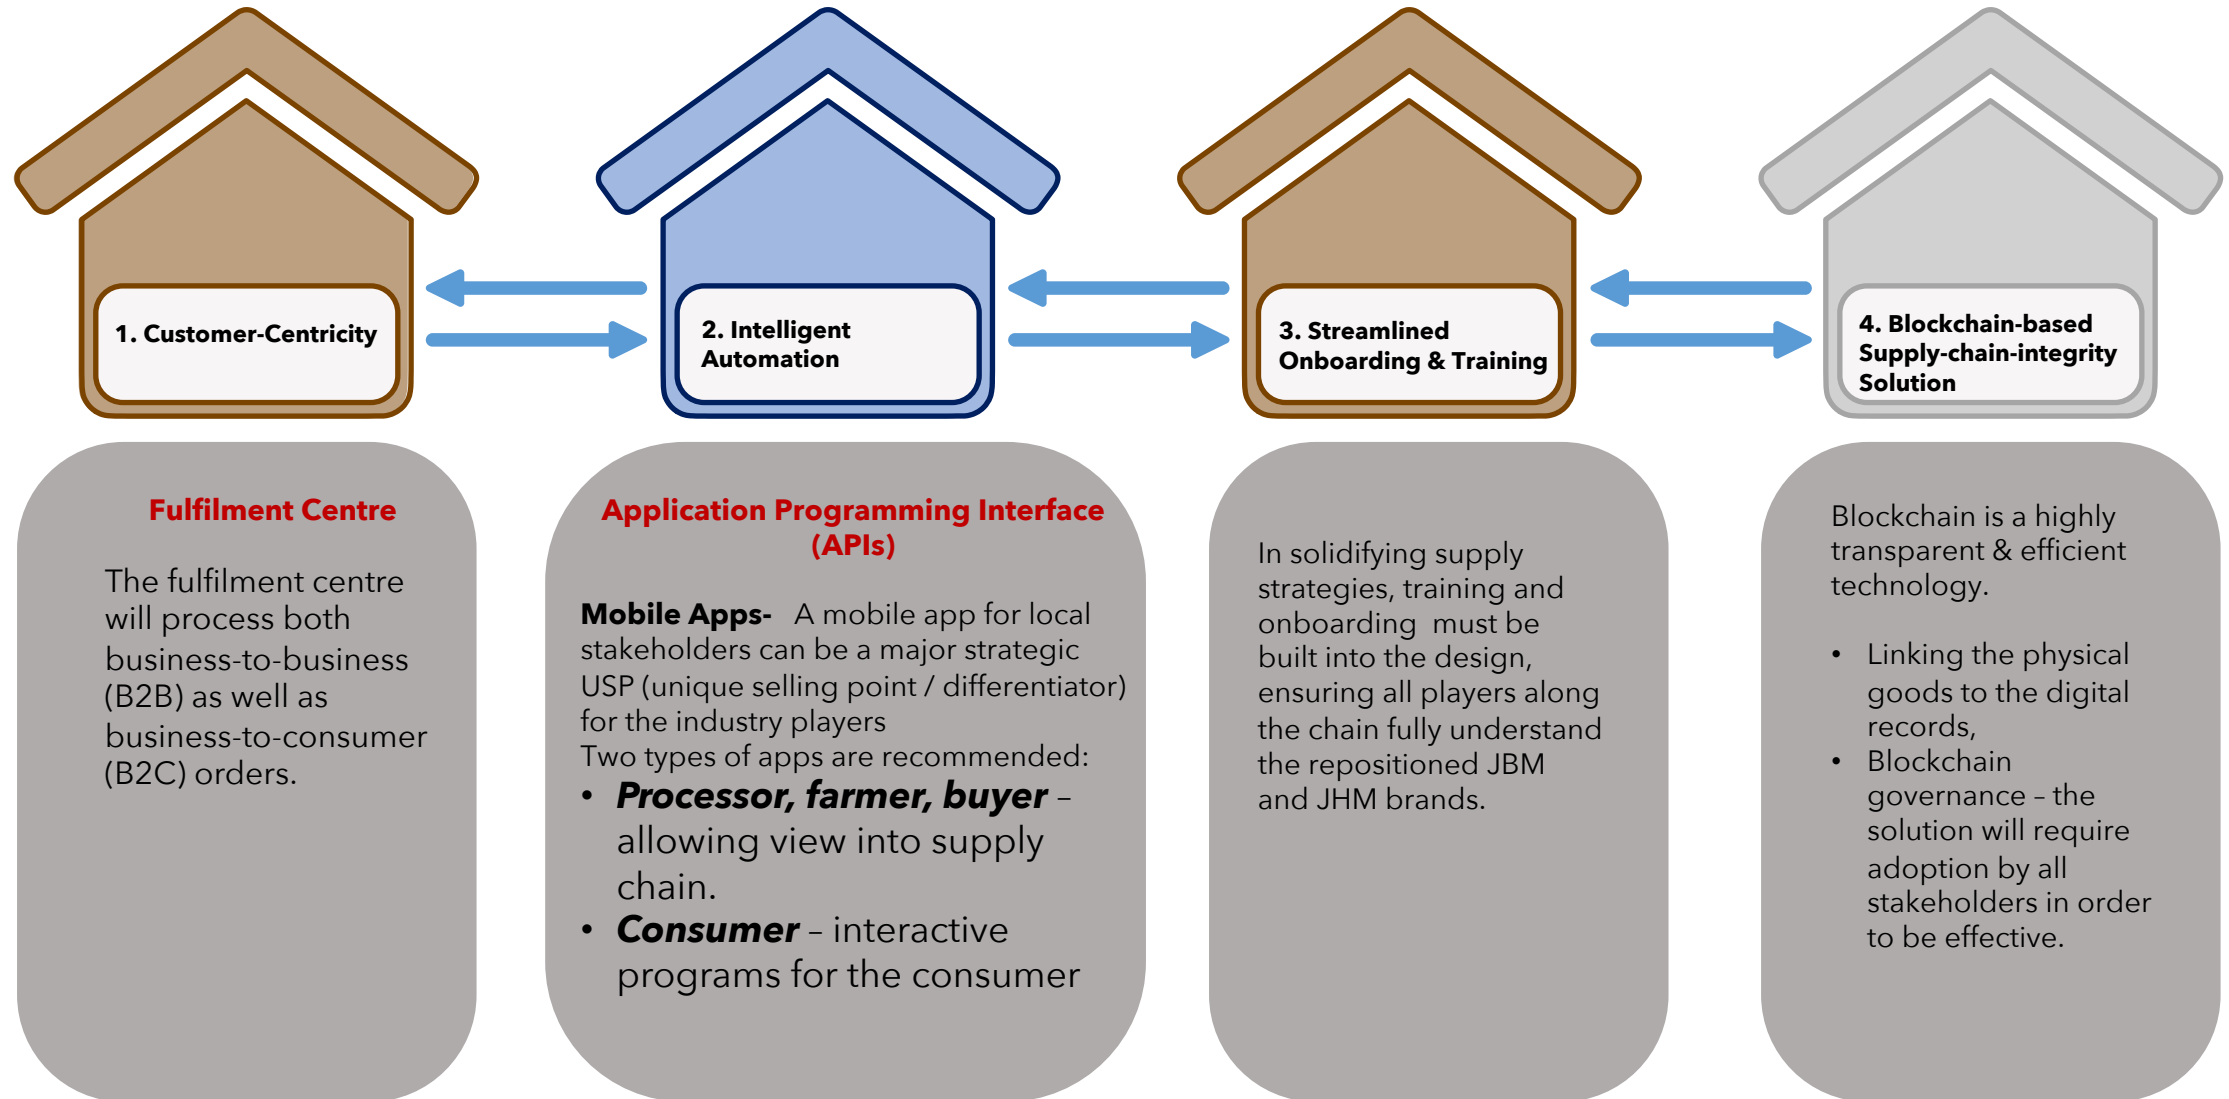 1. Customer-Centricity
2. Intelligent
Automation
3. Streamlined
Onboarding & Training
4. Blockchain-based
Supply-chain-integrity
Solution
Fulfilment Centre
The fulfilment centre
will process both
business-to-business
(B2B) as well as
business-to-consumer
(B2C) orders.
Application Programming Interface
(APIs)
Mobile Apps- A mobile app for local
stakeholders can be a major strategic
USP (unique selling point / differentiator)
for the industry players
Two types of apps are recommended:
• Processor, farmer, buyer –
allowing view into supply
chain.
• Consumer – interactive
programs for the consumer
In solidifying supply
strategies, training and
onboarding must be
built into the design,
ensuring all players along
the chain fully understand
the repositioned JBM
and JHM brands.
Blockchain is a highly
transparent & efficient
technology.
• Linking the physical
goods to the digital
records,
• Blockchain
governance – the
solution will require
adoption by all
stakeholders in order
to be effective.